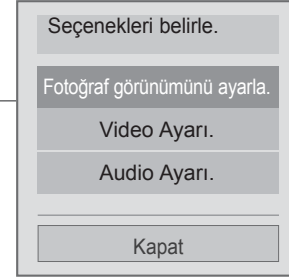 Seçenekleri belirle.
Fotoğraf görünümünü ayarla.
Video Ayarı.
Audio Ayarı.
Kapat